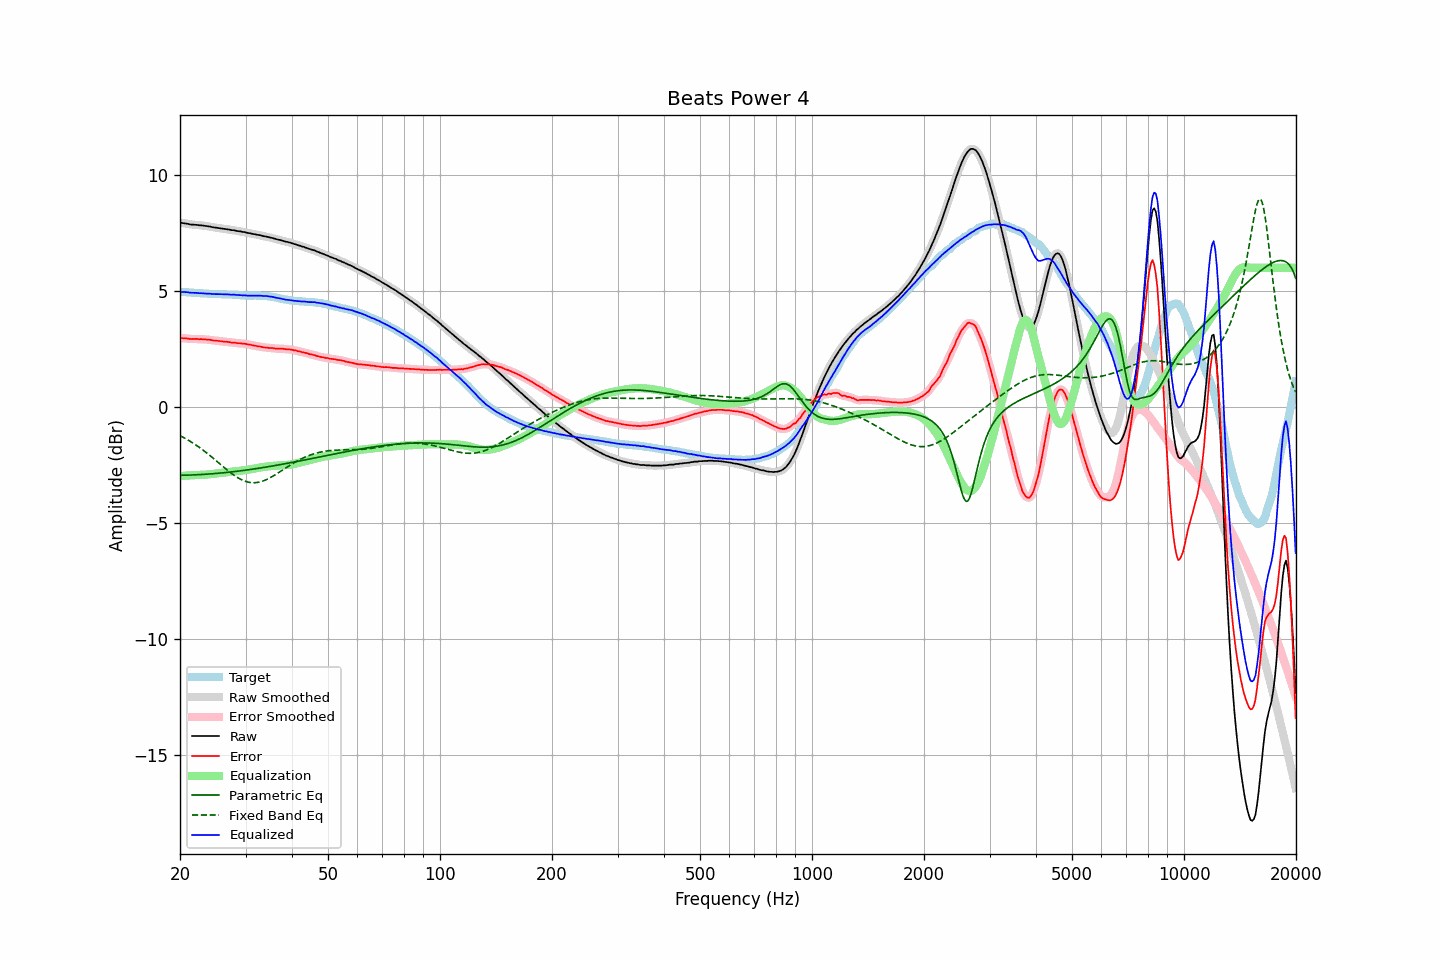 Beats Power 4
Amplitude (dBr)
10
5
0
−5
−10
−15
Target
Raw Smoothed
Error Smoothed
Raw
Error
Equalization
Parametric Eq
Fixed Band Eq
Equalized
20 50 100 200 500 1000 2000 5000 10000 20000
Frequency (Hz)